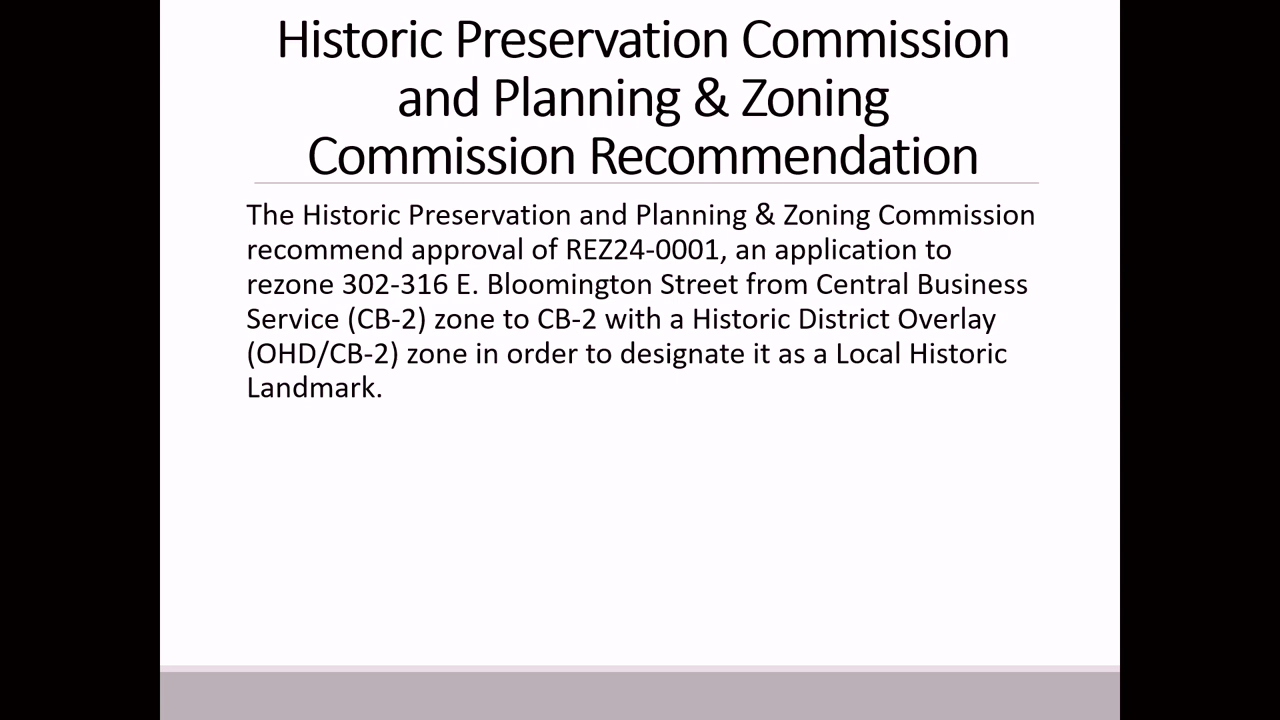 Historic Preservation Commission
and Planning & Zoning
Commission Recommendation
The Historic Preservation and Planning & Zoning Commission
recommend approval of REZ24-0001, an application to
rezone 302-316 E. Bloomington Street from Central Business
Service (CB-2) zone to CB-2 with a Historic District Overlay
(OHD/CB-2) zone in order to designate it as a Local Historic
Landmark.